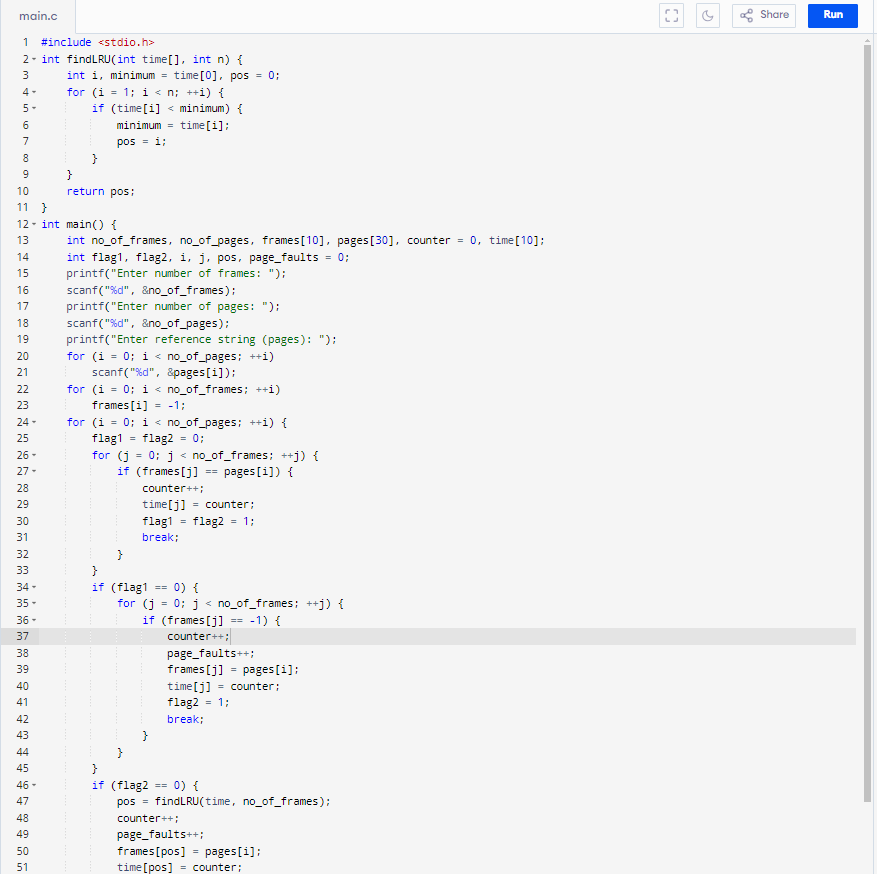 main.c
Share
Run
1 #include <stdio.h>
2 int findLRU(int time[], int n) {
3 int i, minimum = time[0], pos = 0;
4 for (i = 1; i < n; ++i) {
5 if (time[i] < minimum) {
6 minimum = time[i];
7 pos = i;
8 }
9 }
10 return pos;
11 }
12 int main() {
13 int no_of_frames, no_of_pages, frames[10], pages[30], counter = 0, time[10];
14 int flag1, flag2, i, j, pos, page_faults = 0;
15 printf("Enter number of frames: ");
16 scanf("%d", &no_of_frames);
17 printf("Enter number of pages: ");
18 scanf("%d", &no_of_pages);
19 printf("Enter reference string (pages): ");
20 for (i = 0; i < no_of_pages; ++i)
21 scanf("%d", &pages[i]);
22 for (i = 0; i < no_of_frames; ++i)
23 frames[i] = -1;
24 for (i = 0; i < no_of_pages; ++i) {
25 flag1 = flag2 = 0;
26 for (j = 0; j < no_of_frames; ++j) {
27 if (frames[j] == pages[i]) {
28 counter++;
29 time[j] = counter;
30 flag1 = flag2 = 1;
31 break;
32 }
33 }
34 if (flag1 == 0) {
35 for (j = 0; j < no_of_frames; ++j) {
36 if (frames[j] == -1) {
37 counter++;
38 page_faults++;
39 frames[j] = pages[i];
40 time[j] = counter;
41 flag2 = 1;
42 break;
43 }
44 }
45 }
46 if (flag2 == 0) {
47 pos = findLRU(time, no_of_frames);
48 counter++;
49 page_faults++;
50 frames[pos] = pages[i];
51 time[pos] = counter;